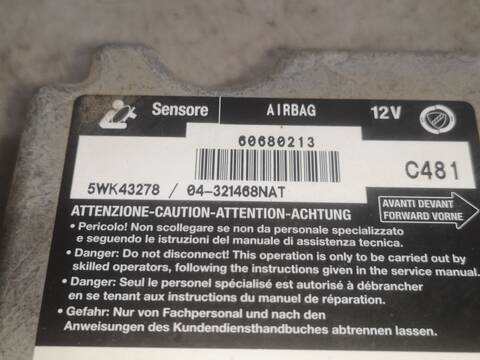 Sensore AIRBAG 12V
60680213
C481
5WK43278 / 04-321468NAT
AVANTI DEVANT
FORWARD VORNE
ATTENZIONE-CAUTION-ATTENTION-ACHTUNG
• Pericolo! Non scollegare se non da personale specializzato
e seguendo le istruzioni del manuale di assistenza tecnica.
• Danger: Do not disconnect! This operation is only to be carried out by
skilled operators, following the instructions given in the service manual.
• Danger: Seul le personel spécialisé est autorisé à débrancher
en se tenant aux instructions du manuel de réparation.
• Gefahr: Nur von Fachpersonal und nach den
Anweisungen des Kundendiensthandbuches abtrennen lassen.